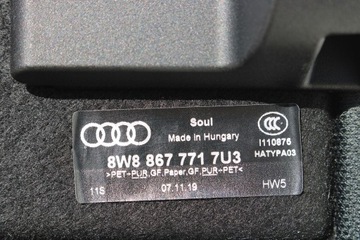 Soul
Made in Hungary
CCC
I110876
HATYPA03
8W8 867 771 7U3
>PET→PUR,GF,Paper,GF,PUR→PET<
11S 07.11.19 HW5